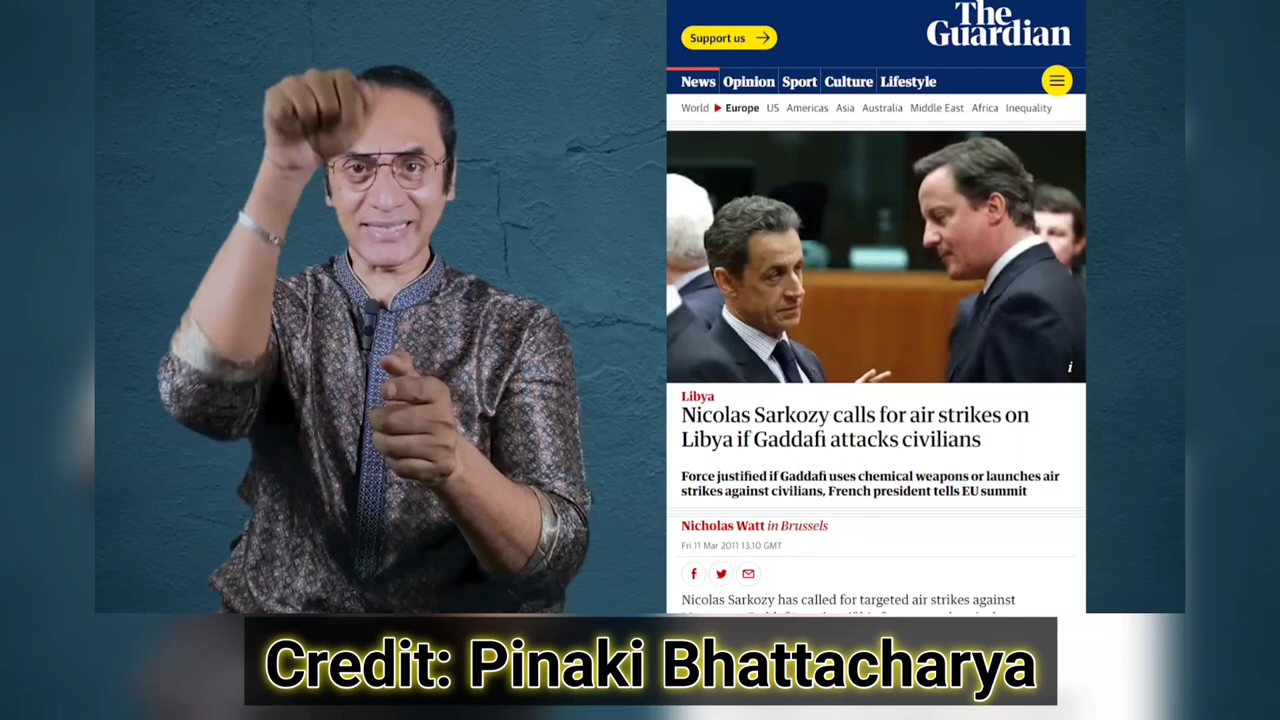 Support us
The
Guardian
News Opinion Sport Culture Lifestyle
World Europe US Americas Asia Australia Middle East Africa Inequality
i
Libya
Nicolas Sarkozy calls for air strikes on
Libya if Gaddafi attacks civilians
Force justified if Gaddafi uses chemical weapons or launches air
strikes against civilians, French president tells EU summit
Nicholas Watt in Brussels
Fri 11 Mar 2011 13.10 GMT
Nicolas Sarkozy has called for targeted air strikes against
Credit: Pinaki Bhattacharya